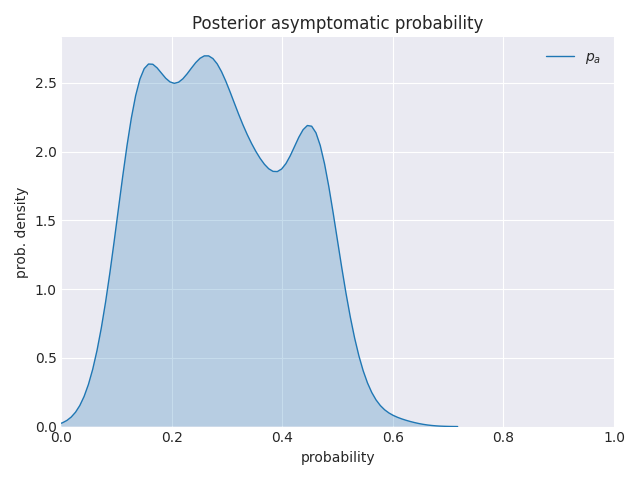 Posterior asymptomatic probability
pₐ
prob. density
2.5
2.0
1.5
1.0
0.5
0.0
0.0 0.2 0.4 0.6 0.8 1.0
probability